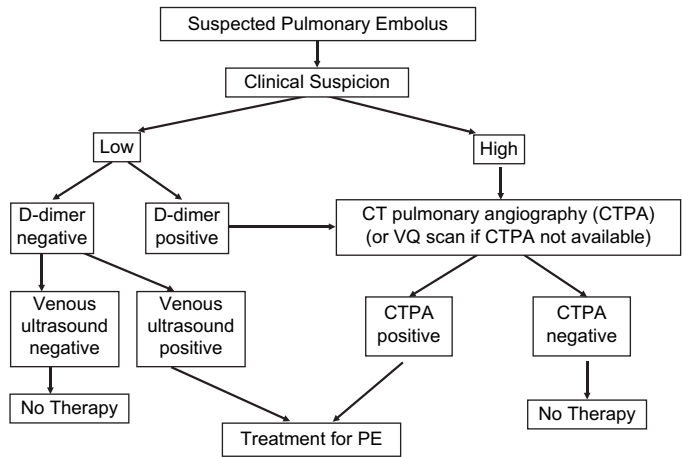 Suspected Pulmonary Embolus
Clinical Suspicion
Low
High
D-dimer
negative
D-dimer
positive
CT pulmonary angiography (CTPA)
(or VQ scan if CTPA not available)
Venous
ultrasound
negative
Venous
ultrasound
positive
CTPA
positive
CTPA
negative
No Therapy
No Therapy
Treatment for PE